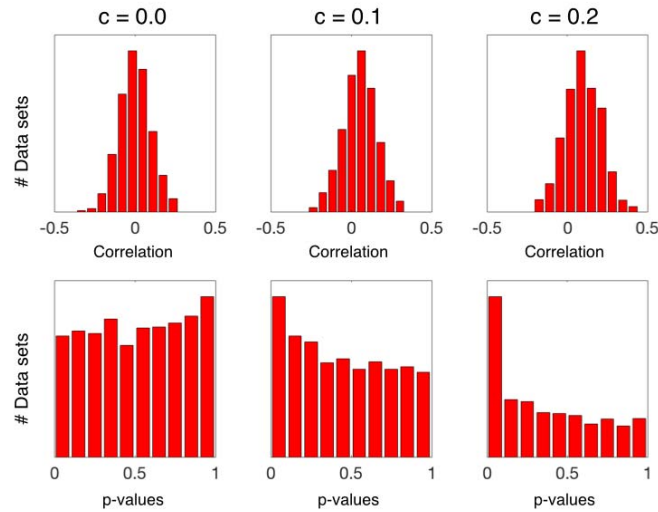 c = 0.0 c = 0.1 c = 0.2
# Data sets
-0.5 0 0.5 -0.5 0 0.5 -0.5 0 0.5
Correlation Correlation Correlation
# Data sets
0 0.5 1 0 0.5 1 0 0.5 1
p-values p-values p-values